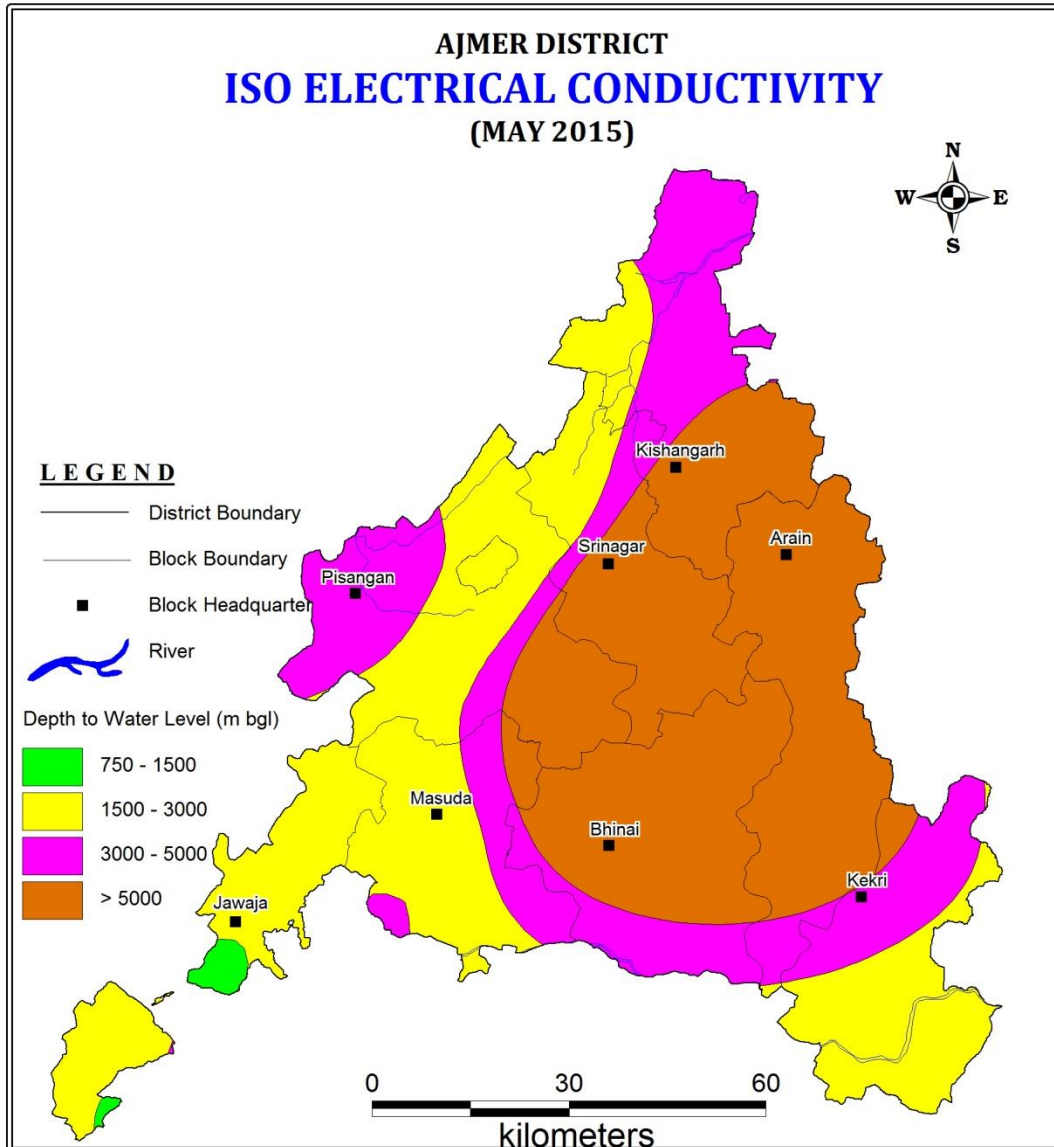 AJMER DISTRICT
ISO ELECTRICAL CONDUCTIVITY
(MAY 2015)
N
W E
S
Kishangarh
Arain
Srinagar
Pisangan
Masuda
Bhinai
Kekri
Jawaja
L E G E N D
District Boundary
Block Boundary
Block Headquarter
River
Depth to Water Level (m bgl)
750 - 1500
1500 - 3000
3000 - 5000
> 5000
0 30 60
kilometers